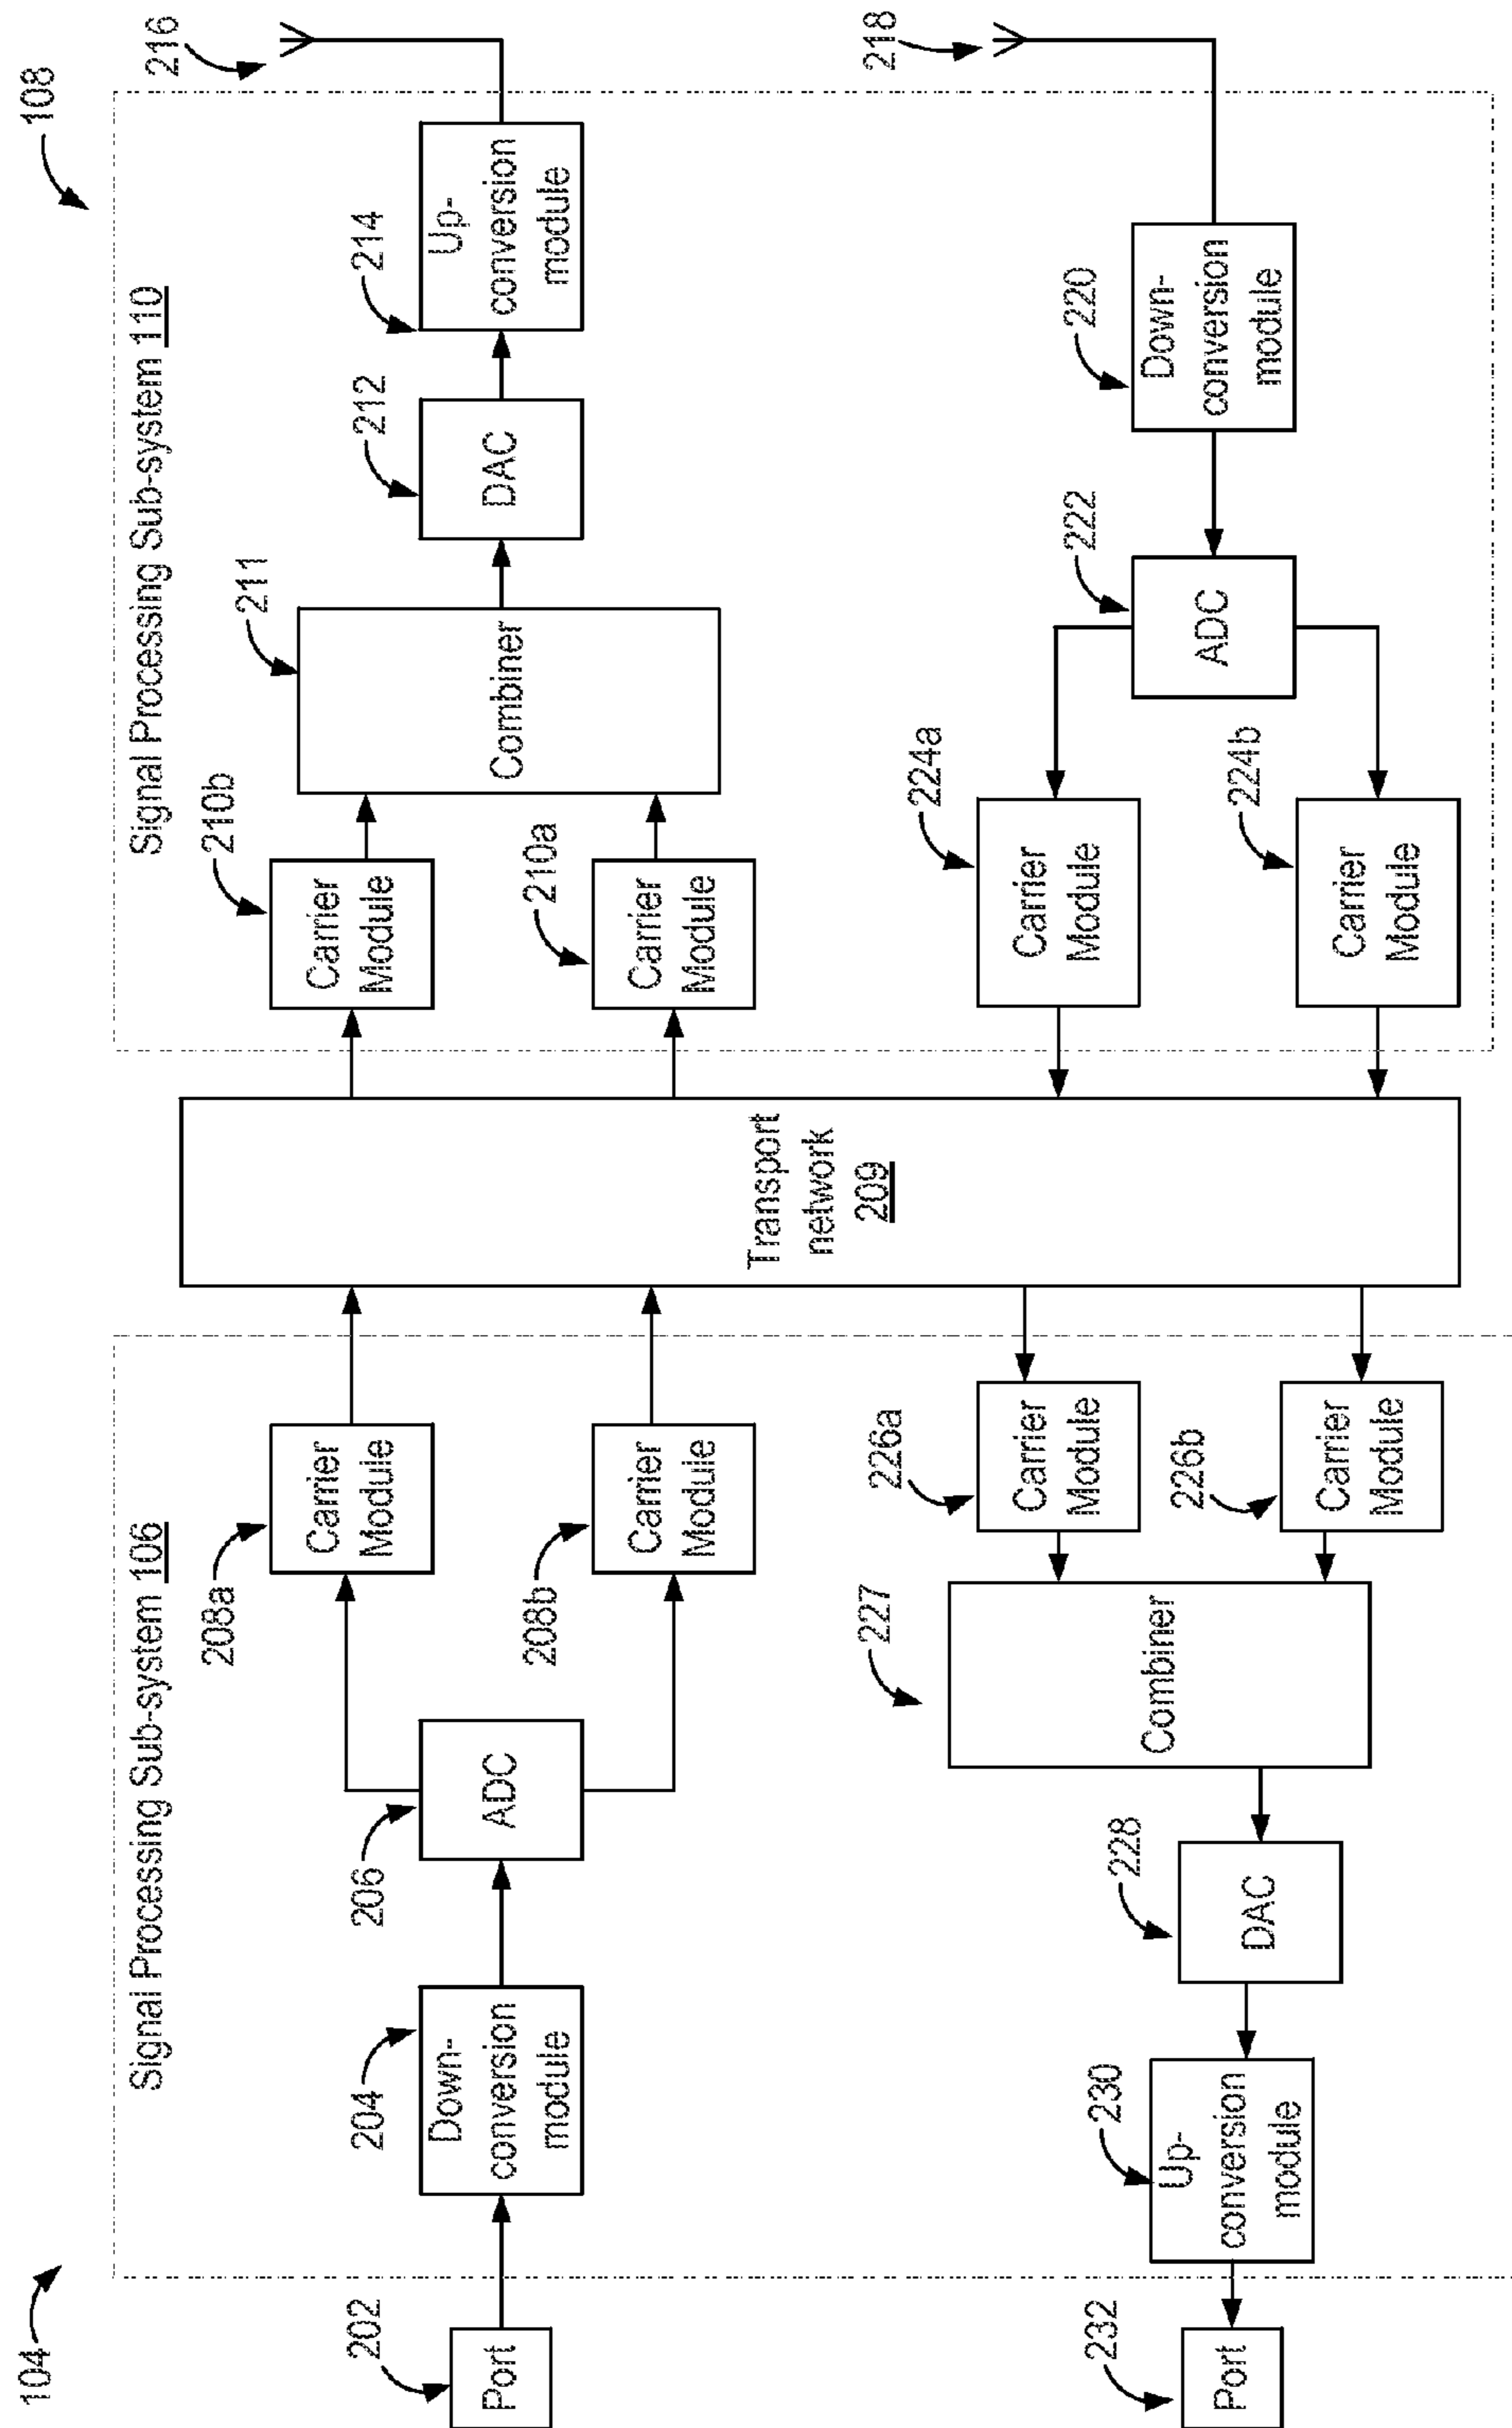 104
108
Signal Processing Sub-system 106
Signal Processing Sub-system 110
202
Port
204
Down-
conversion
module
206
ADC
208a
Carrier
Module
208b
Carrier
Module
Transport
network
209
210b
Carrier
Module
210a
Carrier
Module
211
Combiner
212
DAC
214
Up-
conversion
module
216
218
220
Down-
conversion
module
222
ADC
224a
Carrier
Module
224b
Carrier
Module
226a
Carrier
Module
226b
Carrier
Module
227
Combiner
228
DAC
230
Up-
conversion
module
232
Port